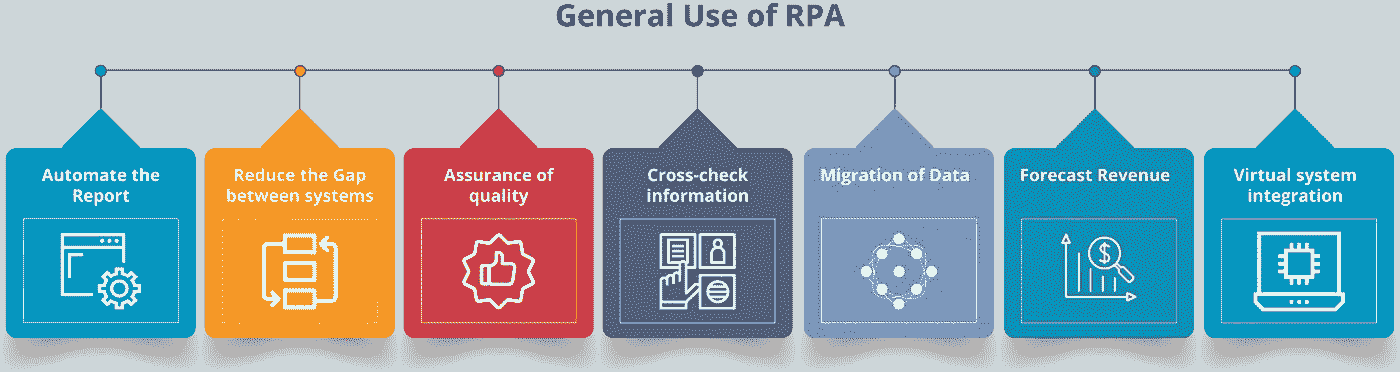 General Use of RPA
Automate the
Report
Reduce the Gap
between systems
Assurance of
quality
Cross-check
information
Migration of Data
Forecast Revenue
Virtual system
integration
$